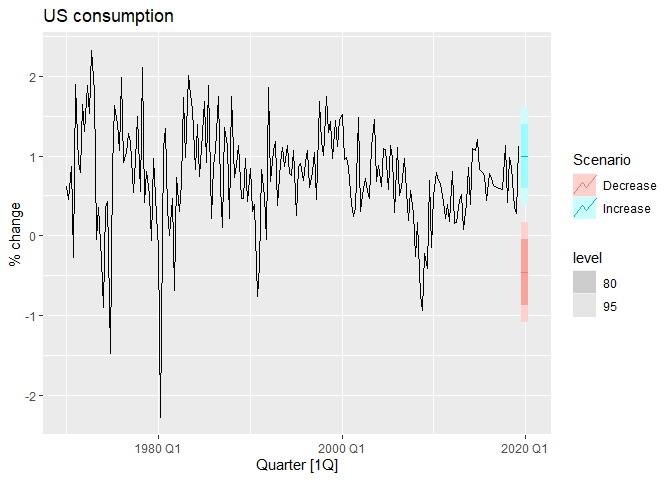 US consumption
% change
2
1
0
-1
-2
1980 Q1
2000 Q1
2020 Q1
Quarter [1Q]
Scenario
Decrease
Increase
level
80
95